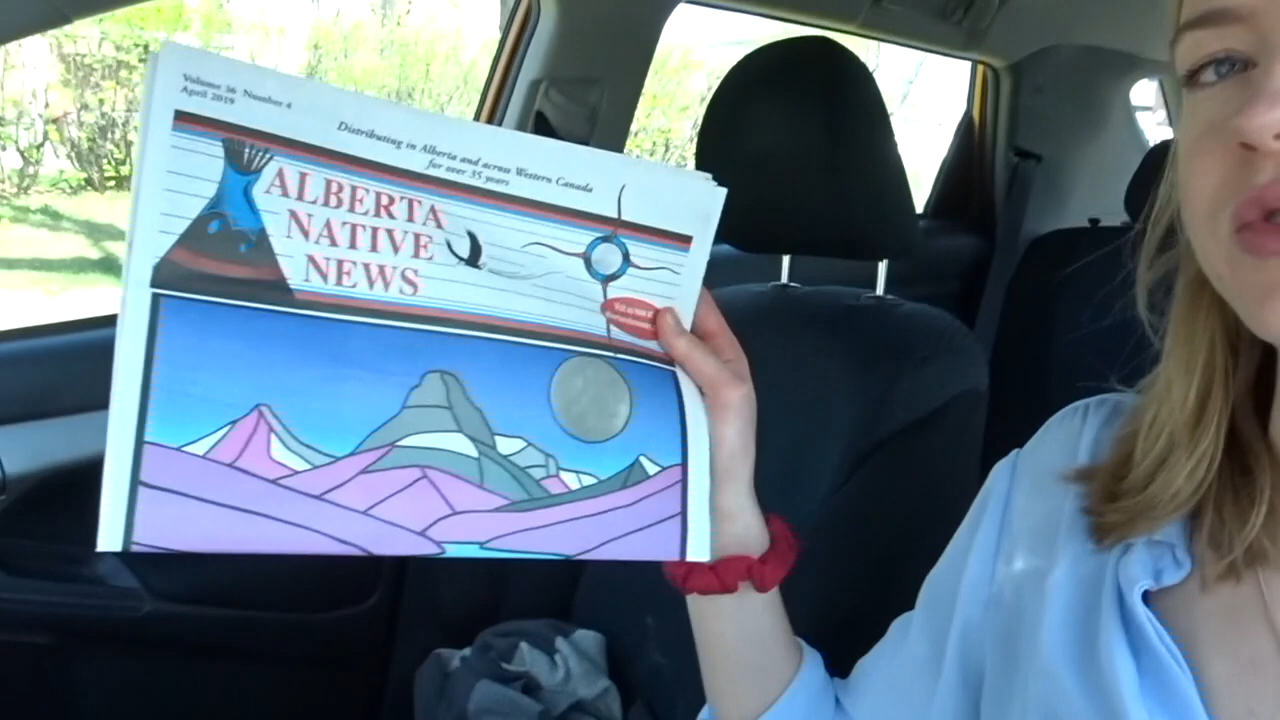 Volume 36 Number 4
April 2019
Distributing in Alberta and across Western Canada
for over 35 years
ALBERTA
NATIVE
NEWS